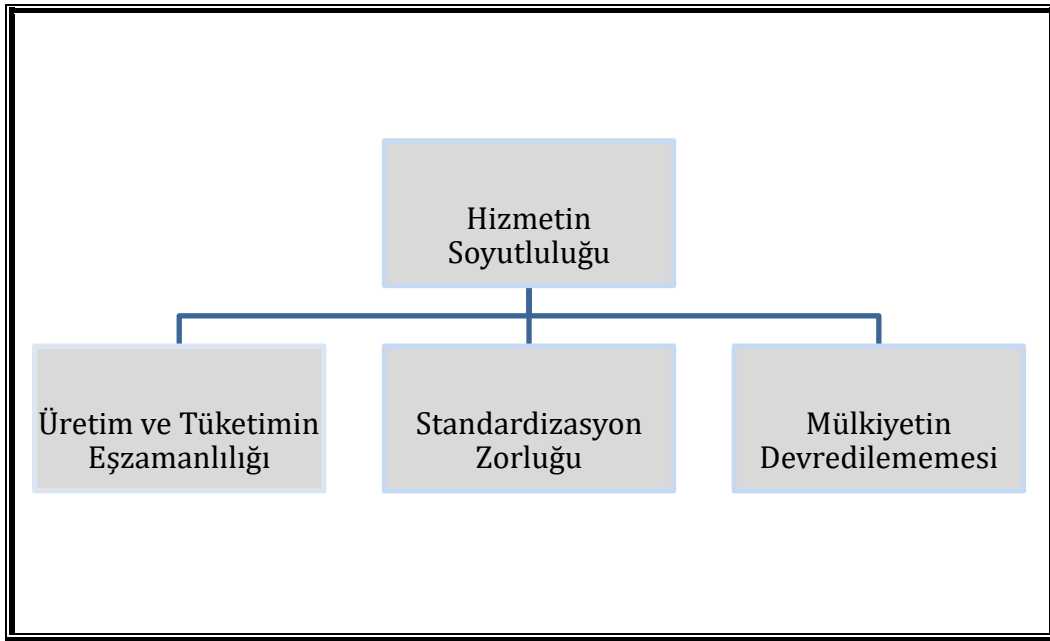 Hizmetin
Soyutluluğu
Üretim ve Tüketimin
Eşzamanlılığı
Standardizasyon
Zorluğu
Mülkiyetin
Devredilememesi